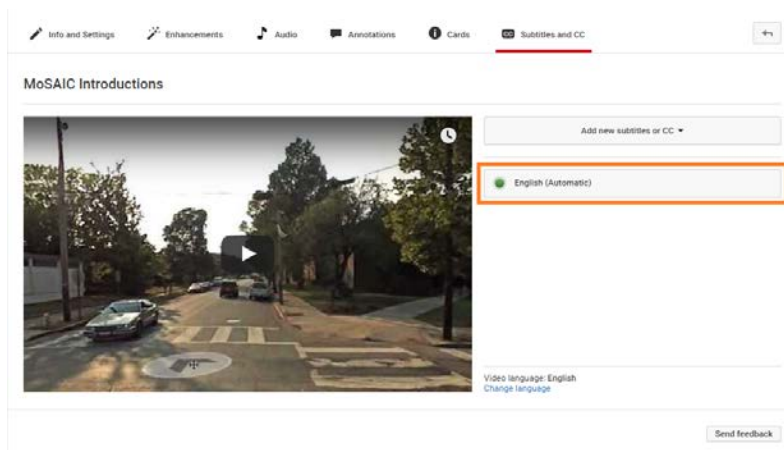 Info and Settings
Enhancements
Audio
Annotations
Cards
CC Subtitles and CC
MoSAIC Introductions
Add new subtitles or CC
English (Automatic)
Video language: English
Change language
Send feedback